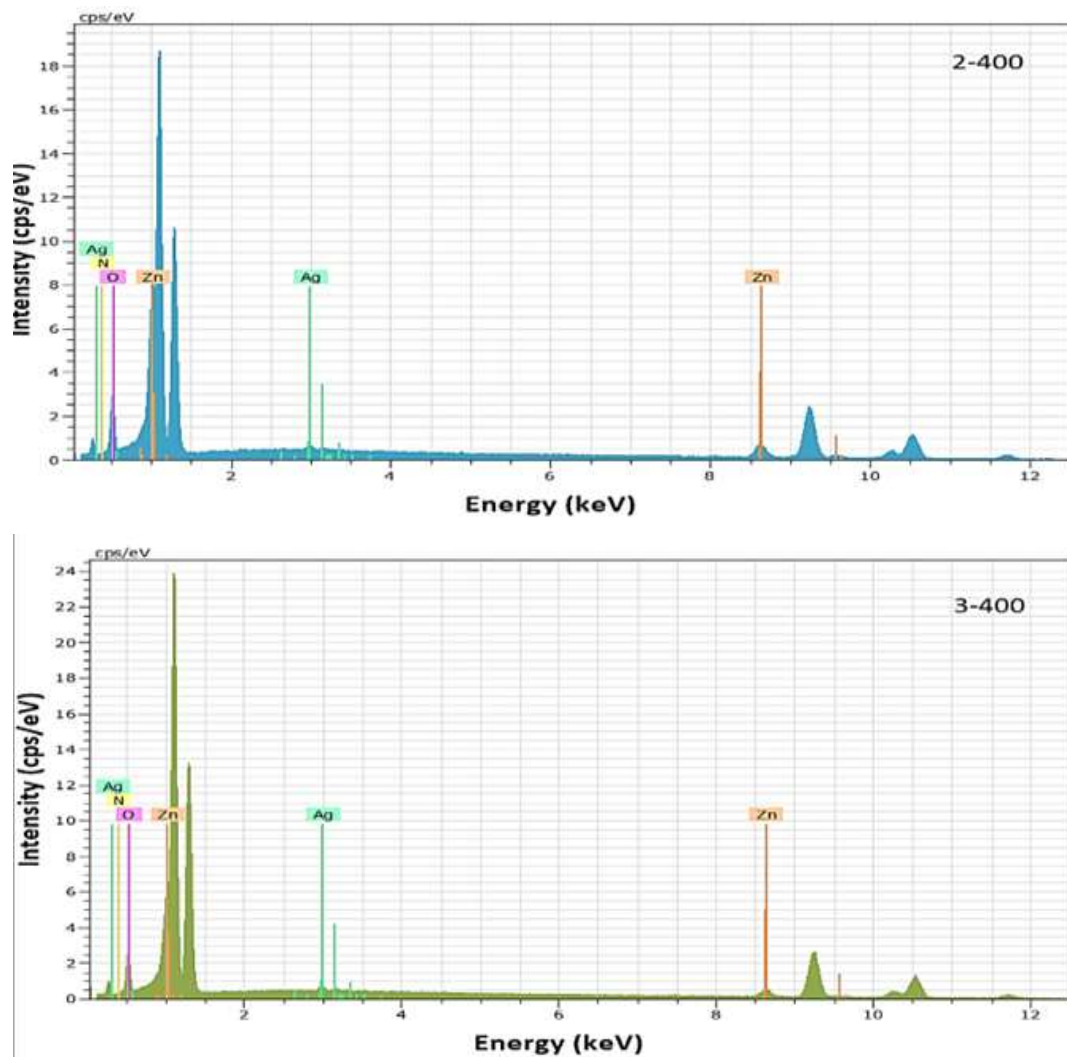 cps/eV
2-400
18
16
14
12
10
8
6
4
2
0
Intensity (cps/eV)
Ag
N
O
Zn
Ag
Zn
2 4 6 8 10 12
Energy (keV)
cps/eV
3-400
24
22
20
18
16
14
12
10
8
6
4
2
0
Intensity (cps/eV)
Ag
N
O
Zn
Ag
Zn
2 4 6 8 10 12
Energy (keV)